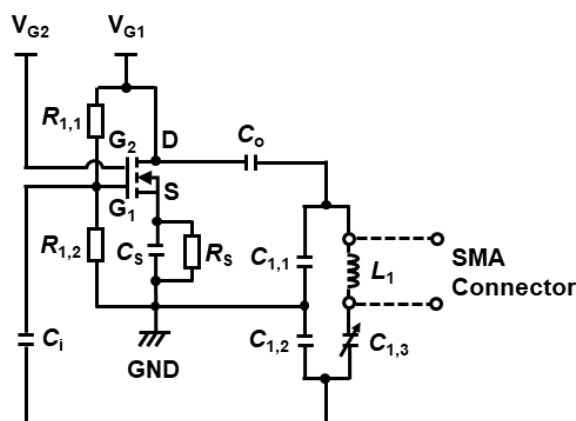 VG2 VG1
R1,1
G2 D
Co
S
G1
R1,2
CS RS
C1,1
L1
SMA
Connector
Ci
C1,2
C1,3
GND